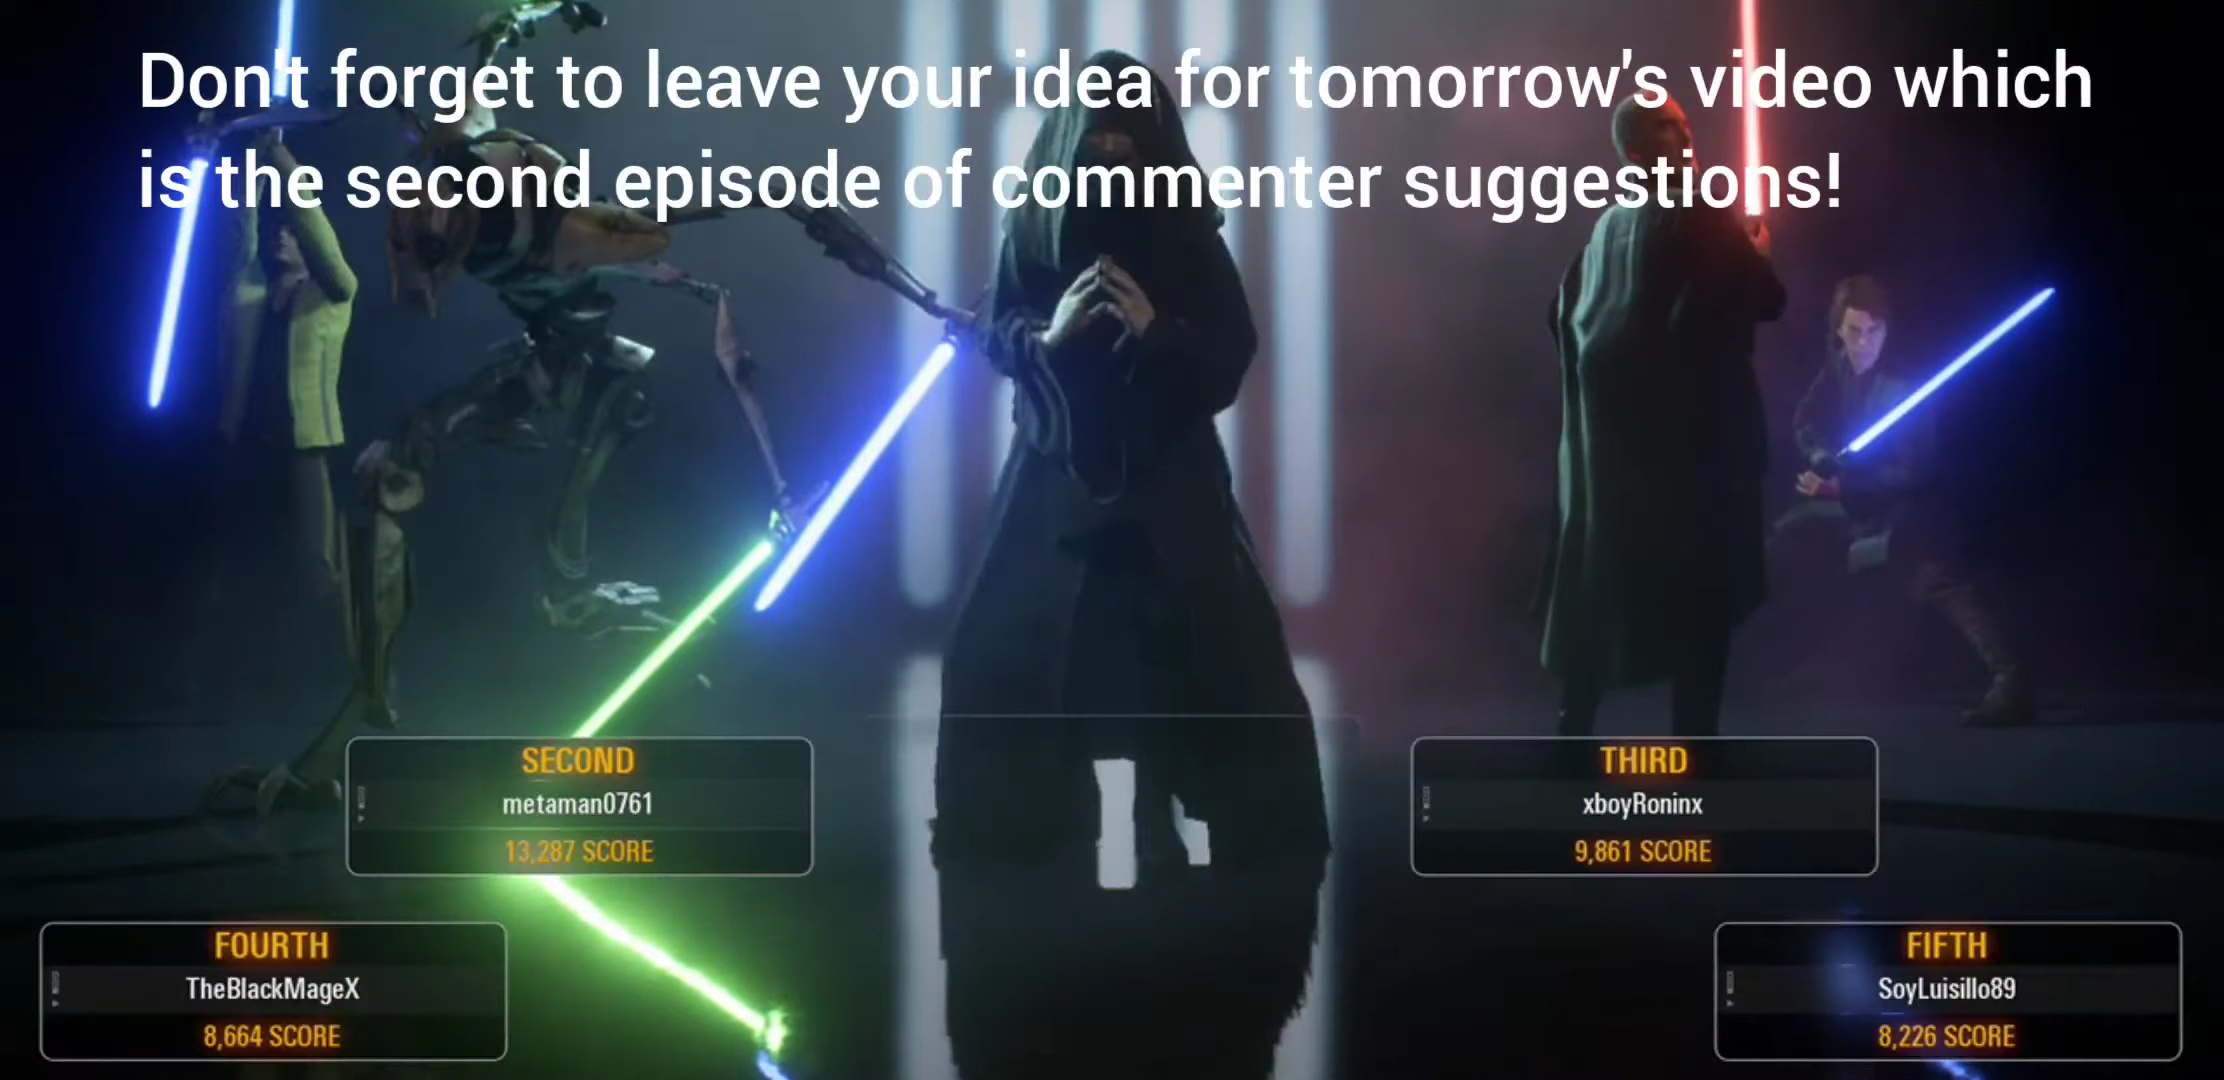 Don't forget to leave your idea for tomorrow's video which
is the second episode of commenter suggestions!
SECOND
metaman0761
13,287 SCORE
THIRD
xboyRoninx
9,861 SCORE
FOURTH
TheBlackMageX
8,664 SCORE
FIFTH
SoyLuisillo89
8,226 SCORE